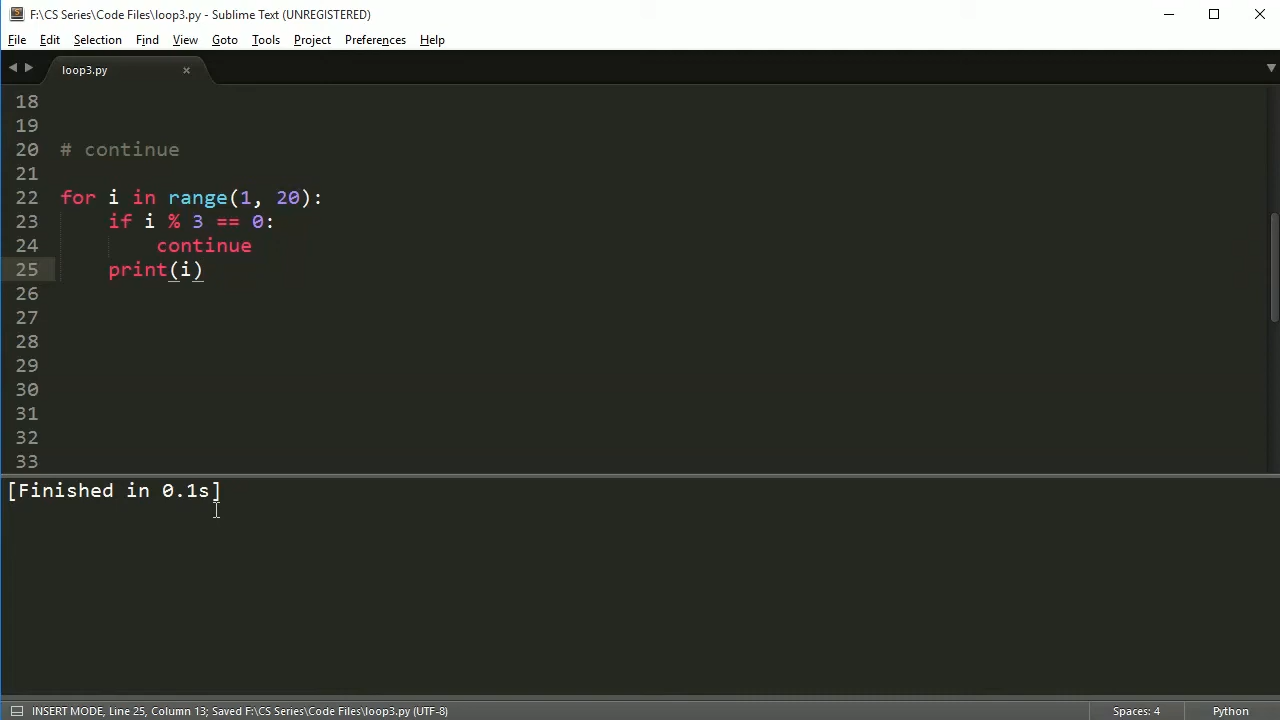 F:\CS Series\Code Files\loop3.py - Sublime Text (UNREGISTERED)
File Edit Selection Find View Goto Tools Project Preferences Help
loop3.py
18
19
20 # continue
21
22 for i in range(1, 20):
23     if i % 3 == 0:
24         continue
25     print(i)
26
27
28
29
30
31
32
33
[Finished in 0.1s]
INSERT MODE, Line 25, Column 13; Saved F:\CS Series\Code Files\loop3.py (UTF-8) Spaces: 4 Python